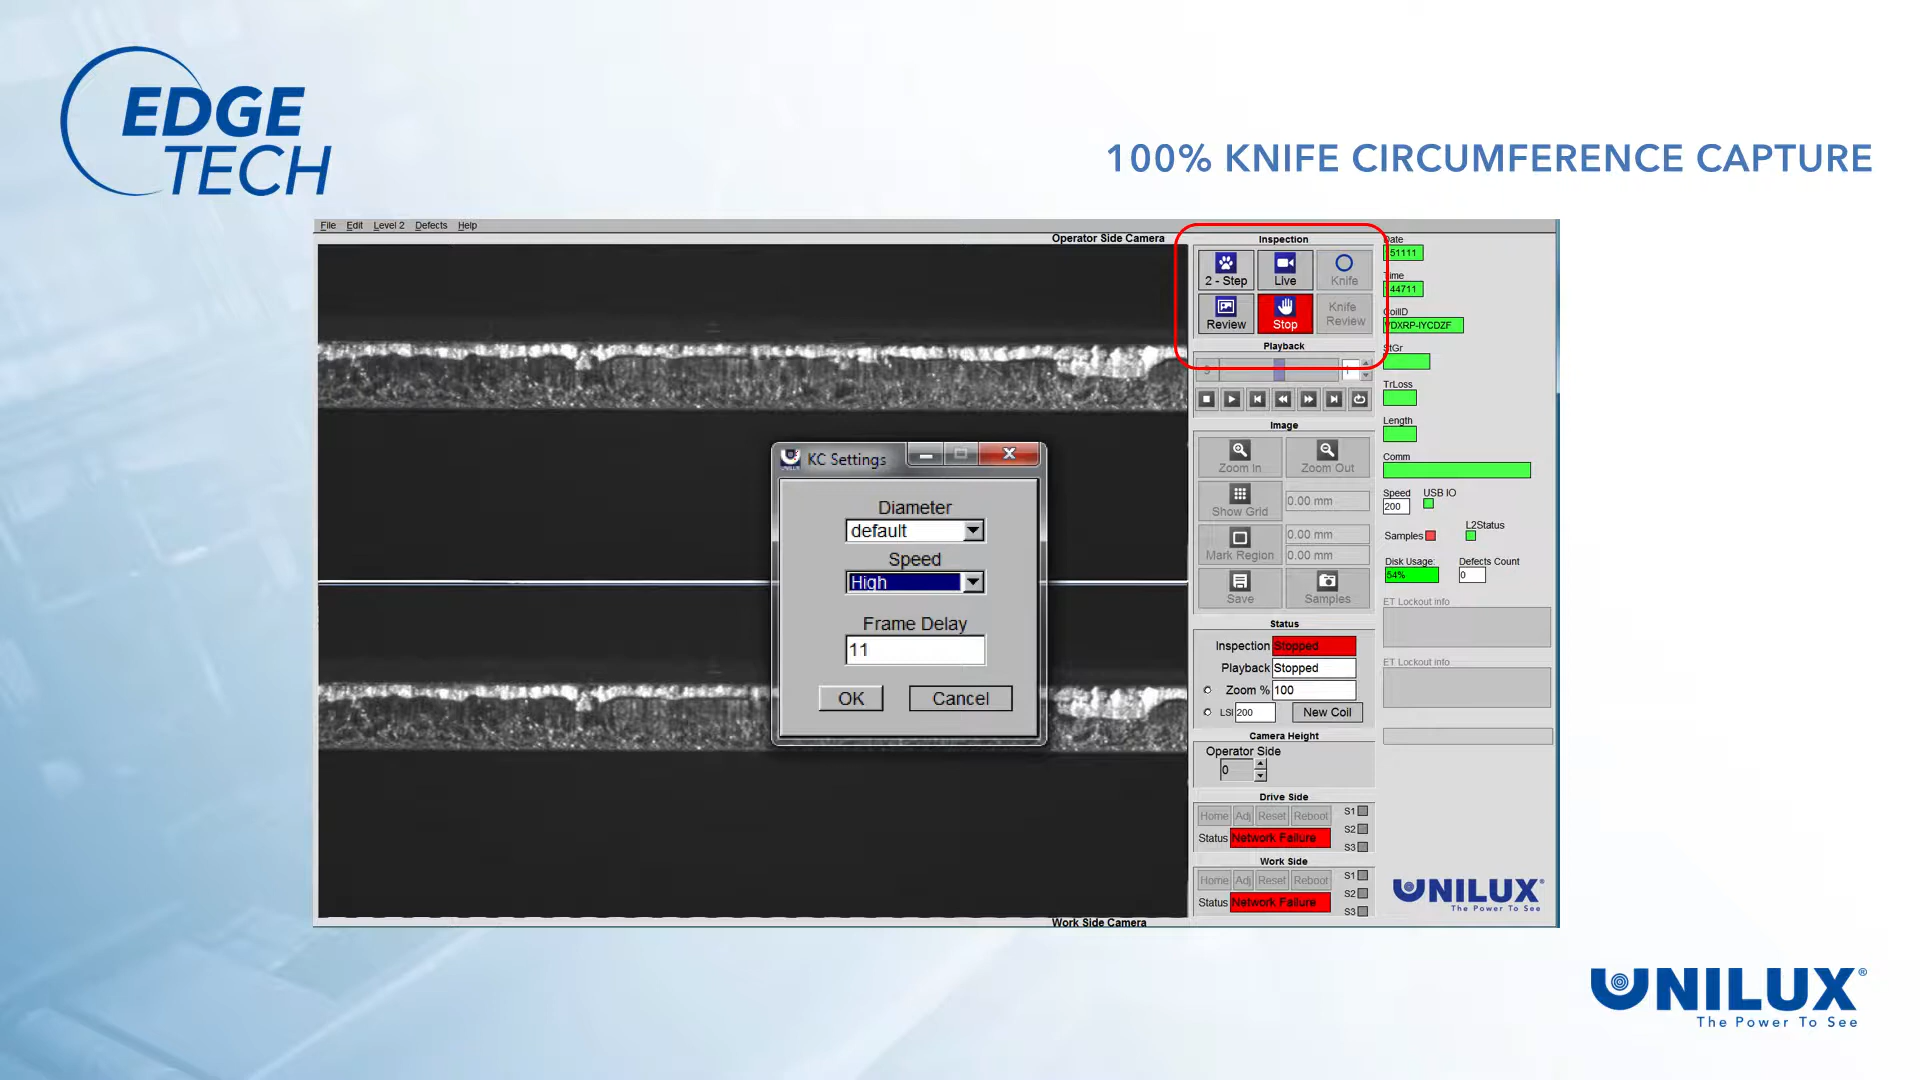 EDGE
TECH
100% KNIFE CIRCUMFERENCE CAPTURE
File Edit Level 2 Defects Help
Operator Side Camera
Inspection
2 - Step Live Knife
Review Stop Knife Review
Playback
Image
Zoom In Zoom Out
Show Grid 0.00 mm
Mark Region 0.00 mm
0.00 mm
Save Samples
Status
Inspection Stopped
Playback Stopped
Zoom % 100
LSI 200 New Coil
Camera Height
Operator Side
0
Drive Side
Home Adj Reset Reboot S1
S2
Status Network Failure
S3
Work Side
Home Adj Reset Reboot S1
S2
Status Network Failure
S3
Date
51111
Time
44711
CoilID
DXRP-IYCDZF
StGr
TrLoss
Length
Comm
Speed USB IO
200
Samples L2Status
Disk Usage: Defects Count
54% 0
ET Lockout info
ET Lockout info
KC Settings
Diameter
default
Speed
High
Frame Delay
11
OK Cancel
Work Side Camera
UNILUX®
The Power To See
UNILUX®
The Power To See